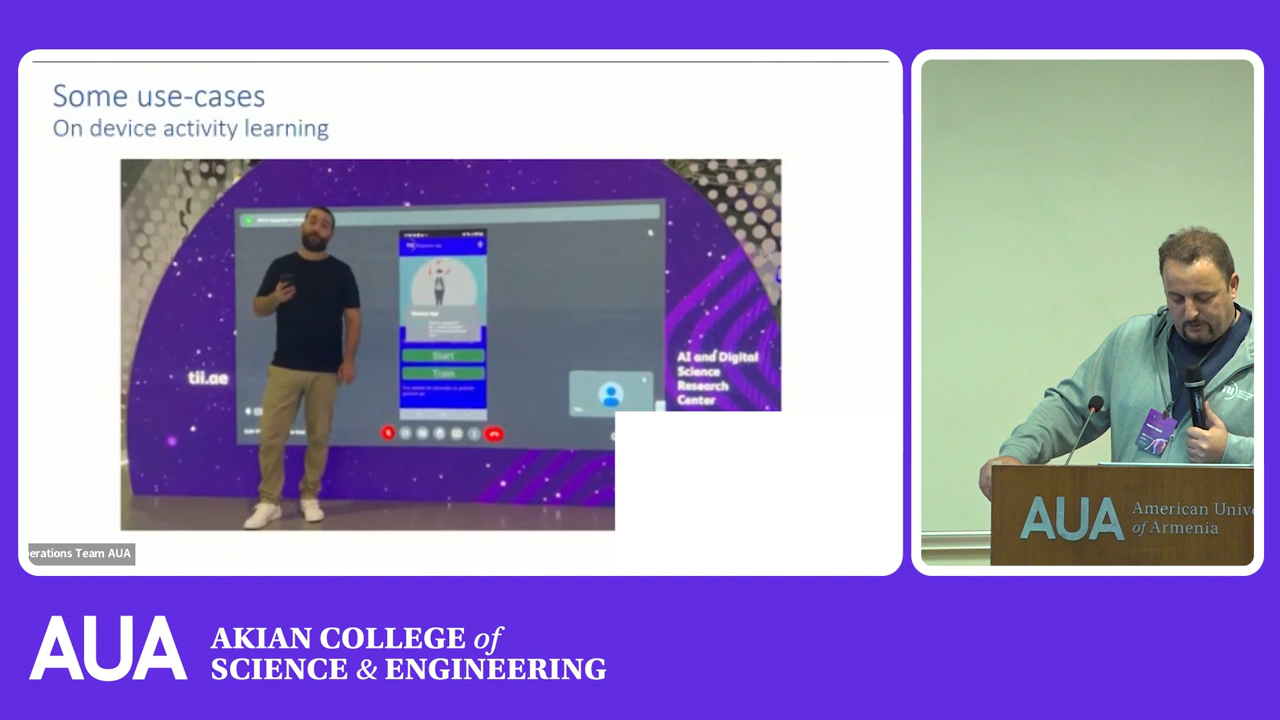 Some use-cases
On device activity learning
tii.ae
Start
Train
AI and Digital
Science
Research
Center
erations Team AUA
AUA
American Unive
of Armenia
AUA
AKIAN COLLEGE of
SCIENCE & ENGINEERING